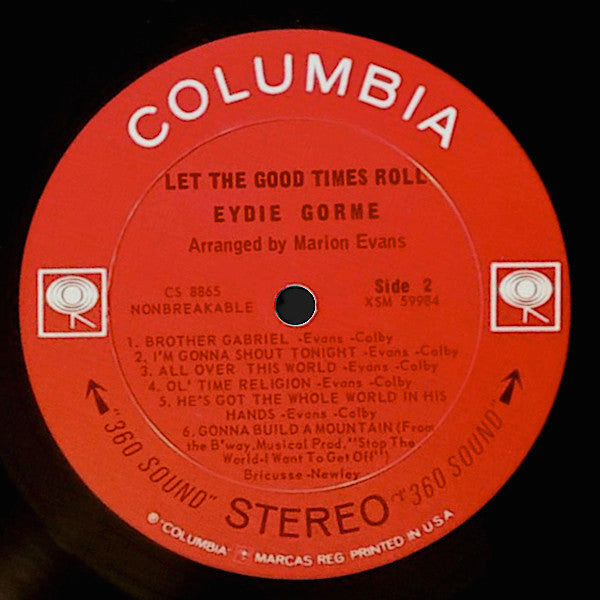 COLUMBIA
LET THE GOOD TIMES ROLL
EYDIE GORME
Arranged by Marion Evans
CS 8865
NONBREAKABLE
Side 2
XSM 59984
1. BROTHER GABRIEL -Evans -Colby
2. I'M GONNA SHOUT TONIGHT -Evans -Colby
3. ALL OVER THIS WORLD -Evans -Colby
4. OL' TIME RELIGION -Evans -Colby
5. HE'S GOT THE WHOLE WORLD IN HIS
HANDS -Evans -Colby
6. GONNA BUILD A MOUNTAIN (From
the B'way, Musical Prod. "Stop The
World-I Want To Get Off")
Bricusse -Newley
"360 SOUND" STEREO "360 SOUND"
"COLUMBIA" MARCAS REG. PRINTED IN U.S.A.